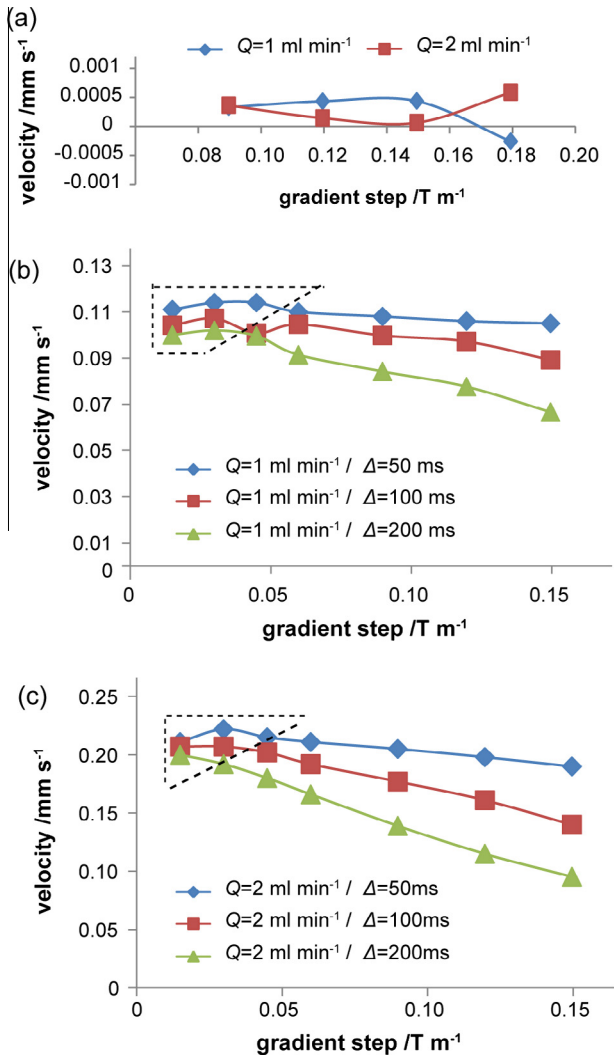 (a)
Q=1 ml min-1
Q=2 ml min-1
0.001
0.0005
0
-0.0005
-0.001
0.08 0.10 0.12 0.14 0.16 0.18 0.20
velocity /mm s-1
gradient step /T m-1
(b)
0.13
0.11
0.09
0.07
0.05
0.03
0.01
0
velocity /mm s-1
Q=1 ml min-1 / Δ=50 ms
Q=1 ml min-1 / Δ=100 ms
Q=1 ml min-1 / Δ=200 ms
0 0.05 0.10 0.15
gradient step /T m-1
(c)
0.25
0.20
0.15
0.10
0.05
0
velocity /mm s-1
Q=2 ml min-1 / Δ=50ms
Q=2 ml min-1 / Δ=100ms
Q=2 ml min-1 / Δ=200ms
0 0.05 0.10 0.15
gradient step /T m-1